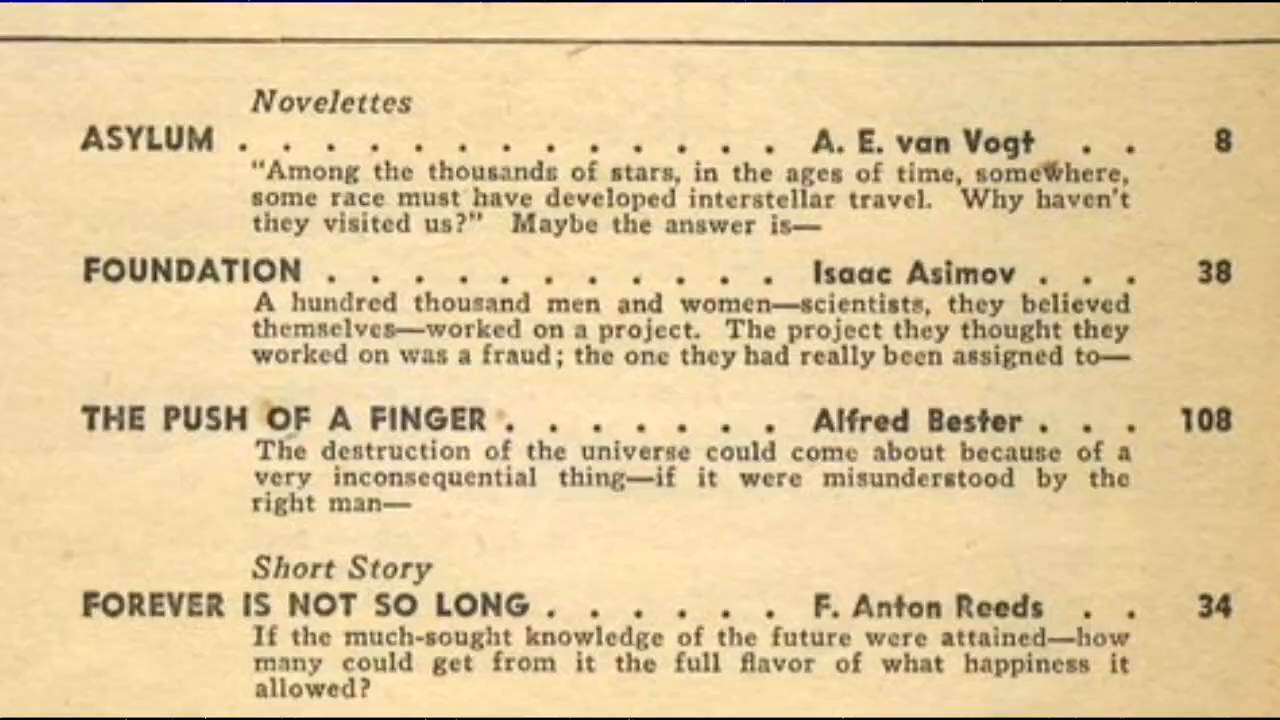 Novelettes
ASYLUM . . . . . . . . . . . . . A. E. van Vogt . . 8
"Among the thousands of stars, in the ages of time, somewhere,
some race must have developed interstellar travel. Why haven't
they visited us?" Maybe the answer is—
FOUNDATION . . . . . . . . . . . Isaac Asimov . . . 38
A hundred thousand men and women—scientists, they believed
themselves—worked on a project. The project they thought they
worked on was a fraud; the one they had really been assigned to—
THE PUSH OF A FINGER . . . . . . . Alfred Bester . . . 108
The destruction of the universe could come about because of a
very inconsequential thing—if it were misunderstood by the
right man—
Short Story
FOREVER IS NOT SO LONG . . . . . . F. Anton Reeds . . 34
If the much-sought knowledge of the future were attained—how
many could get from it the full flavor of what happiness it
allowed?